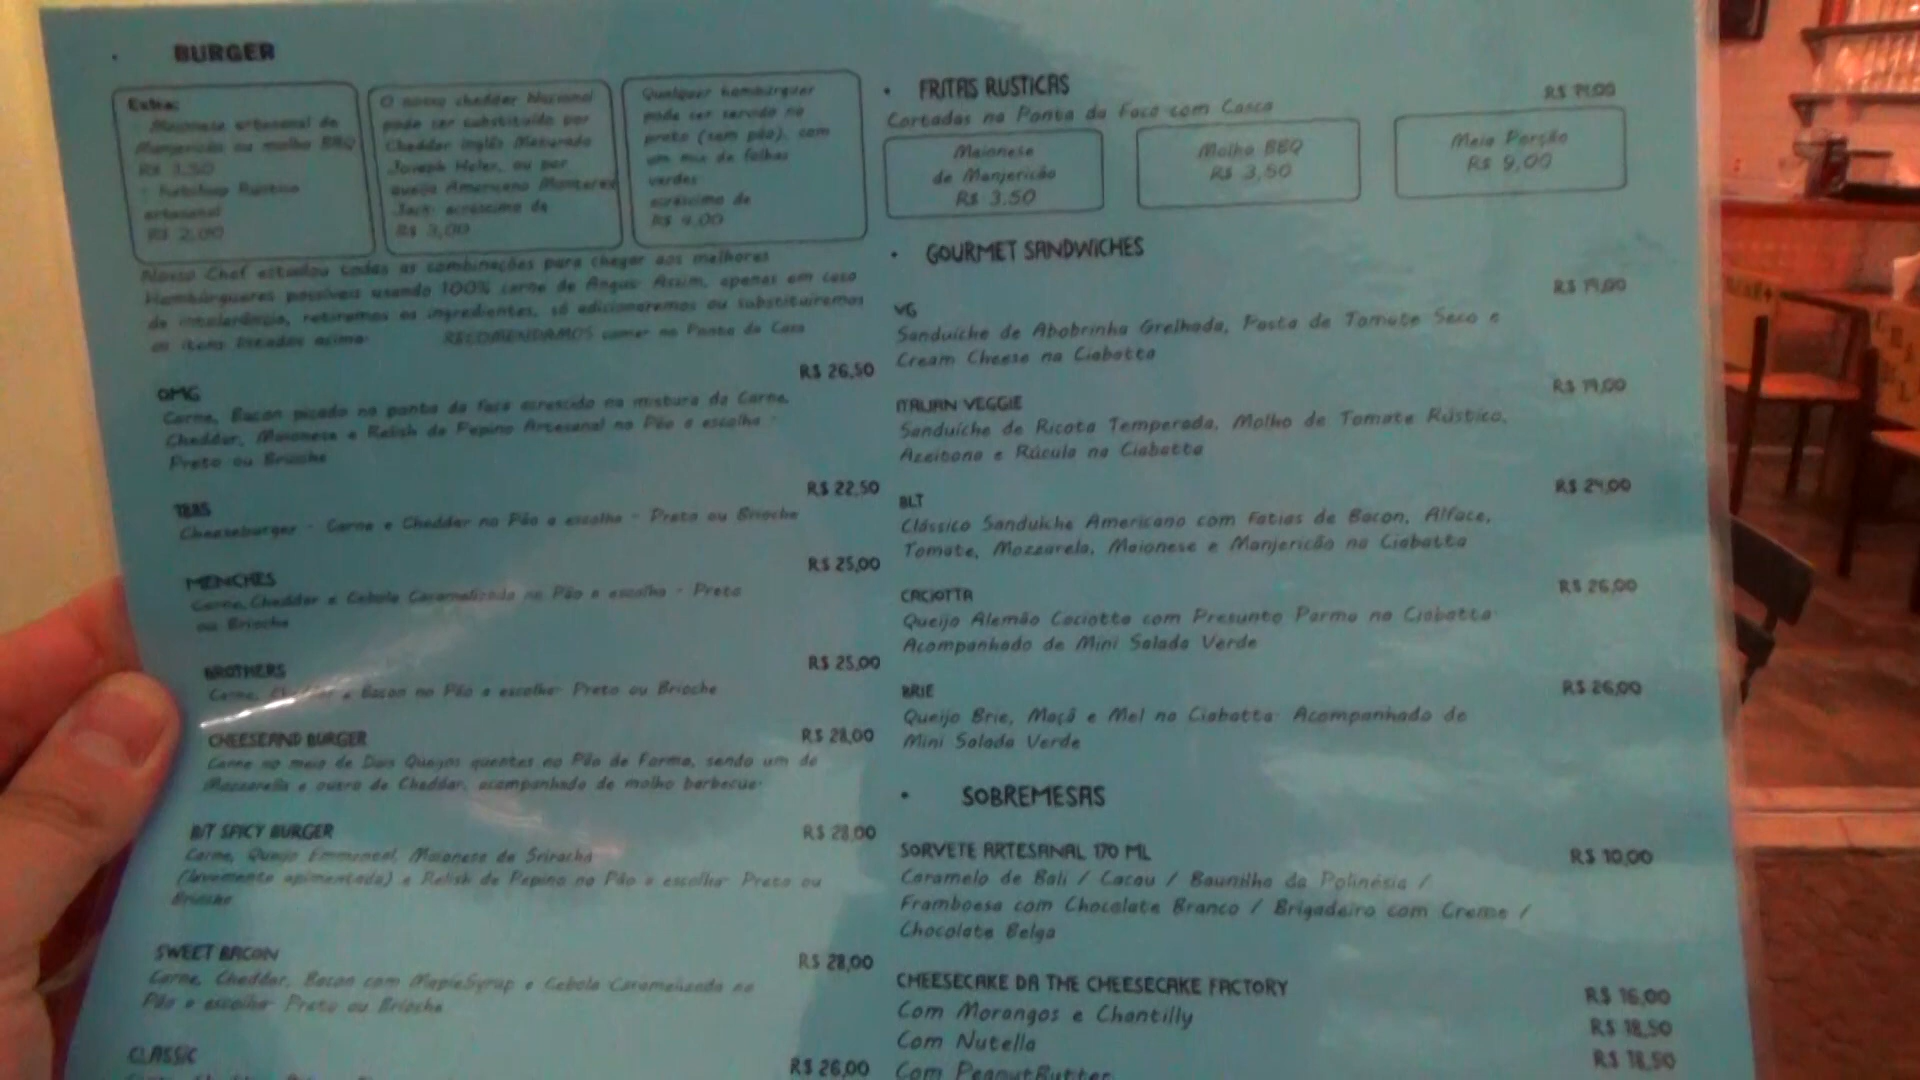 BURGER
Extra:
- Maionese artesanal de
Manjericão ou molho BBQ
R$ 3,50
- Ketchup Rústico
artesanal
R$ 2,00
O nosso cheddar Nacional
pode ser substituído por
Cheddar inglês Maturado
Joseph Heler, ou por
queijo Americano Monterey
Jack: acréscimo de
R$ 3,00
Qualquer hambúrguer
pode ser servido no
prato (sem pão), com
um mix de folhas
verdes
acréscimo de
R$ 4,00
Nosso Chef estudou todas as combinações para chegar aos melhores
Hambúrgueres possíveis usando 100% carne de Angus. Assim, apenas em caso
de intolerância, retiramos os ingredientes, só adicionaremos ou substituiremos
os itens listados acima. RECOMENDAMOS comer no Ponto da Casa
OMG R$ 26,50
Carne, Bacon picado na ponta da faca acrescido na mistura da Carne,
Cheddar, Maionese e Relish de Pepino Artesanal no Pão a escolha -
Preto ou Brioche
1885 R$ 22,50
Cheeseburger - Carne e Cheddar no Pão a escolha - Preto ou Brioche
MENCHES R$ 25,00
Carne, Cheddar e Cebola Caramelizada no Pão a escolha - Preto
ou Brioche
BROTHERS R$ 25,00
Carne, Cheddar e Bacon no Pão a escolha- Preto ou Brioche
CHEESEAND BURGER R$ 28,00
Carne no meio de Dois Queijos quentes no Pão de Forma, sendo um de
Mozzarella e outro de Cheddar, acompanhado de molho barbecue-
BIT SPICY BURGER R$ 28,00
Carne, Queijo Emmental, Maionese de Sriracha
(levemente apimentada) e Relish de Pepino no Pão a escolha- Preto ou
Brioche
SWEET BACON R$ 28,00
Carne, Cheddar, Bacon com MapleSyrup e Cebola Caramelizada no
Pão a escolha- Preto ou Brioche
CLASSIC R$ 26,00
FRITAS RUSTICAS
Cortadas na Ponta da Faca com Casca
Maionese
de Manjericão
R$ 3,50
Molho BBQ
R$ 3,50
Meia Porção
R$ 9,00
GOURMET SANDWICHES
VG R$ 19,00
Sanduíche de Abobrinha Grelhada, Pasta de Tomate Seco e
Cream Cheese na Ciabatta
ITALIAN VEGGIE R$ 19,00
Sanduíche de Ricota Temperada, Molho de Tomate Rústico,
Azeitona e Rúcula na Ciabatta
BLT R$ 24,00
Clássico Sanduíche Americano com Fatias de Bacon, Alface,
Tomate, Mozzarela, Maionese e Manjericão na Ciabatta
CACIOTTA R$ 26,00
Queijo Alemão Caciotta com Presunto Parma na Ciabatta
Acompanhado de Mini Salada Verde
BRIE R$ 26,00
Queijo Brie, Maçã e Mel na Ciabatta- Acompanhado de
Mini Salada Verde
SOBREMESAS
SORVETE ARTESANAL 170 ML R$ 10,00
Caramelo de Bali / Cacau / Baunilha da Polinésia /
Framboesa com Chocolate Branco / Brigadeiro com Creme /
Chocolate Belga
CHEESECAKE DA THE CHEESECAKE FACTORY
Com Morangos e Chantilly R$ 16,00
Com Nutella R$ 18,50
Com PeanutButter R$ 18,50